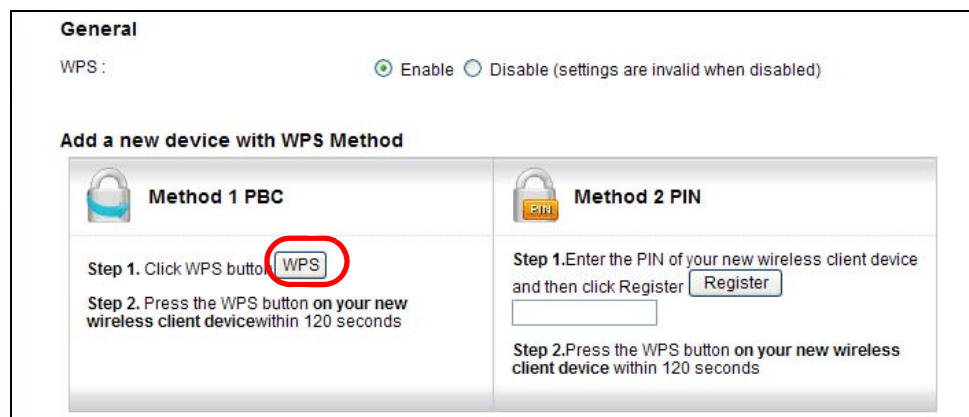 General
WPS : Enable Disable (settings are invalid when disabled)
Add a new device with WPS Method
Method 1 PBC
Step 1. Click WPS button WPS
Step 2. Press the WPS button on your new
wireless client devicewithin 120 seconds
Method 2 PIN
PIN
Step 1.Enter the PIN of your new wireless client device
and then click Register Register
Step 2.Press the WPS button on your new wireless
client device within 120 seconds